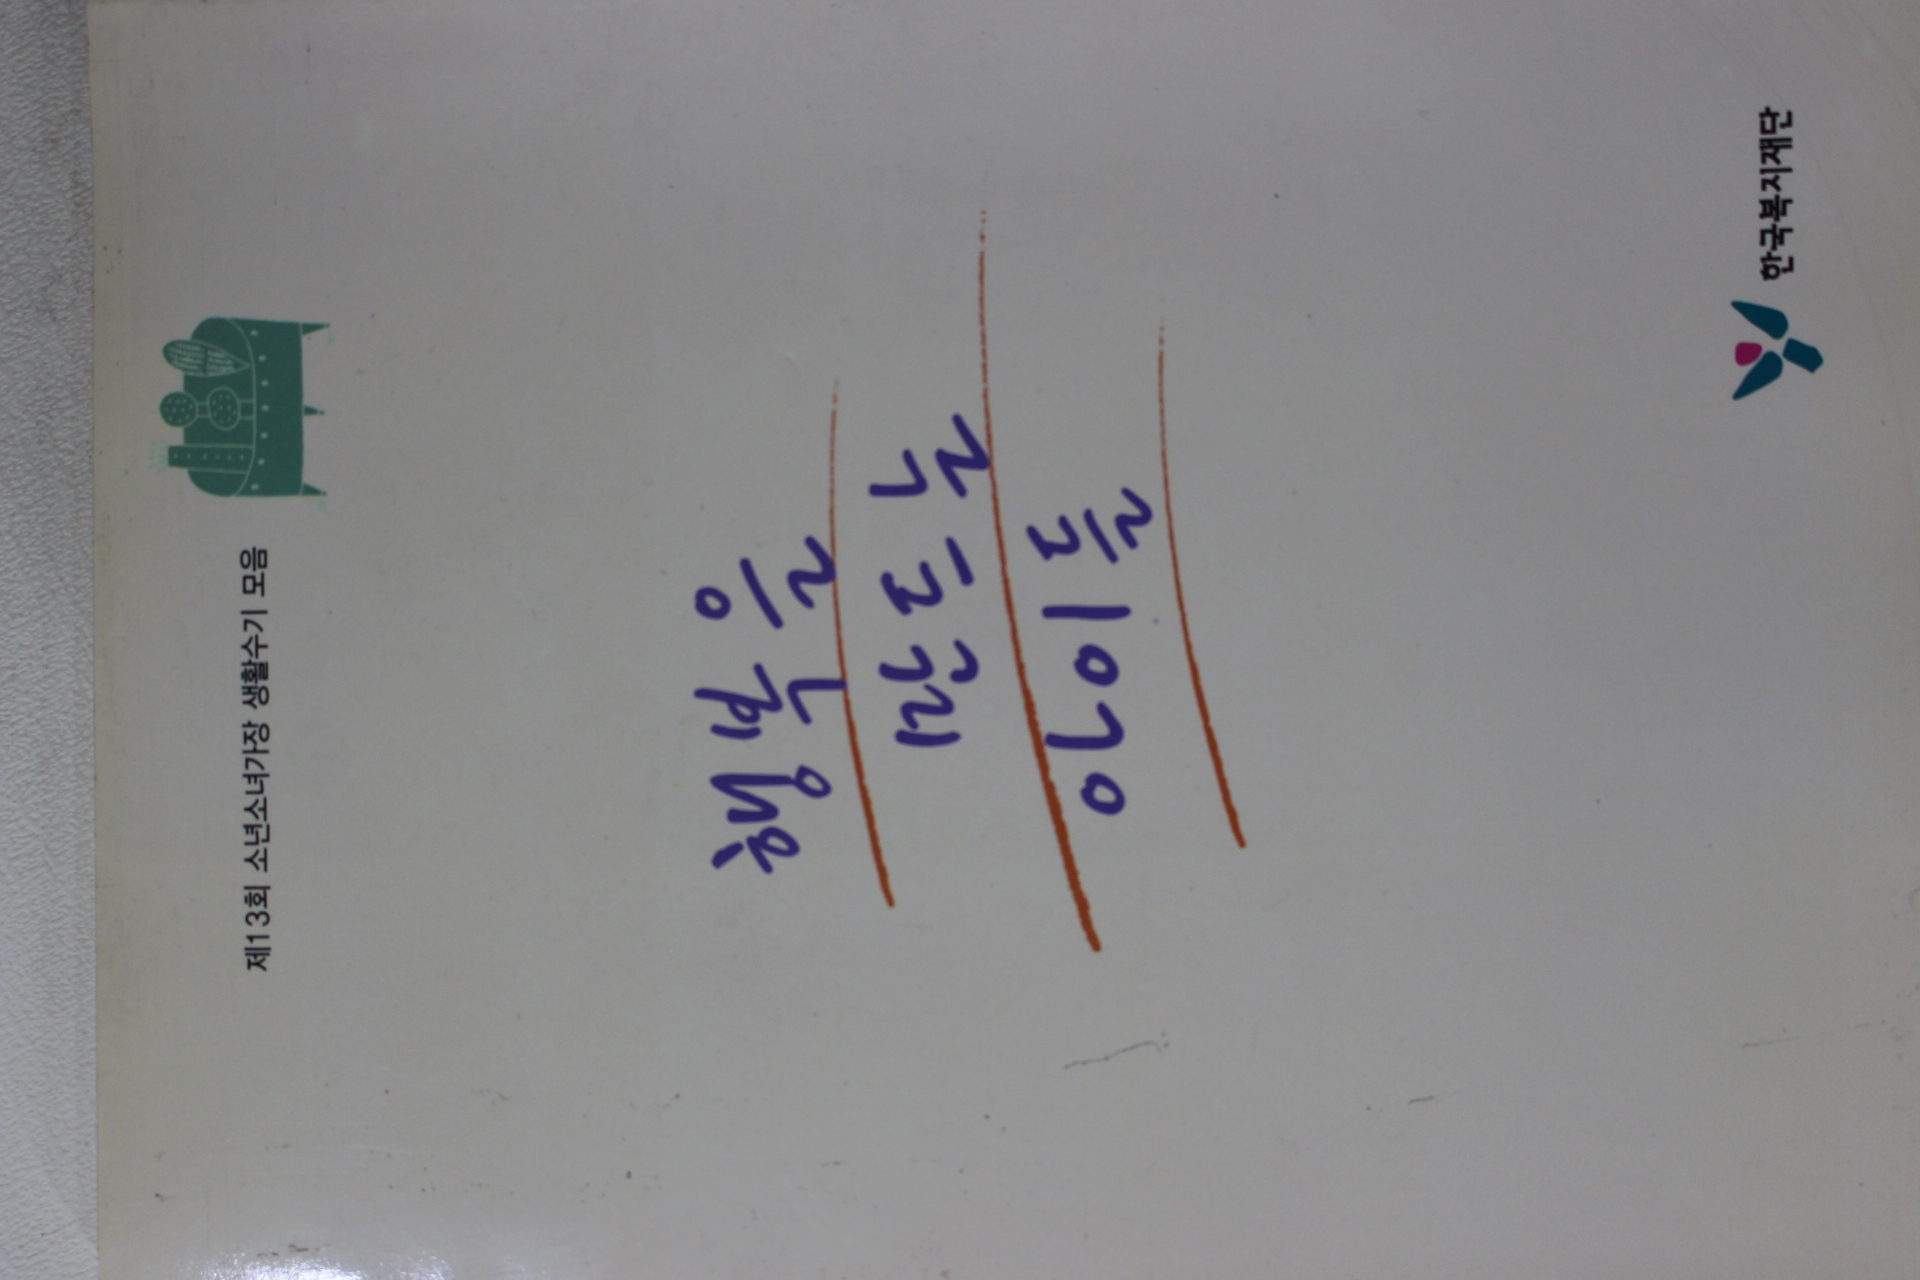 제13회 소년소녀가장 생활수기 모음
행복을
만드는
아이들
한국복지재단